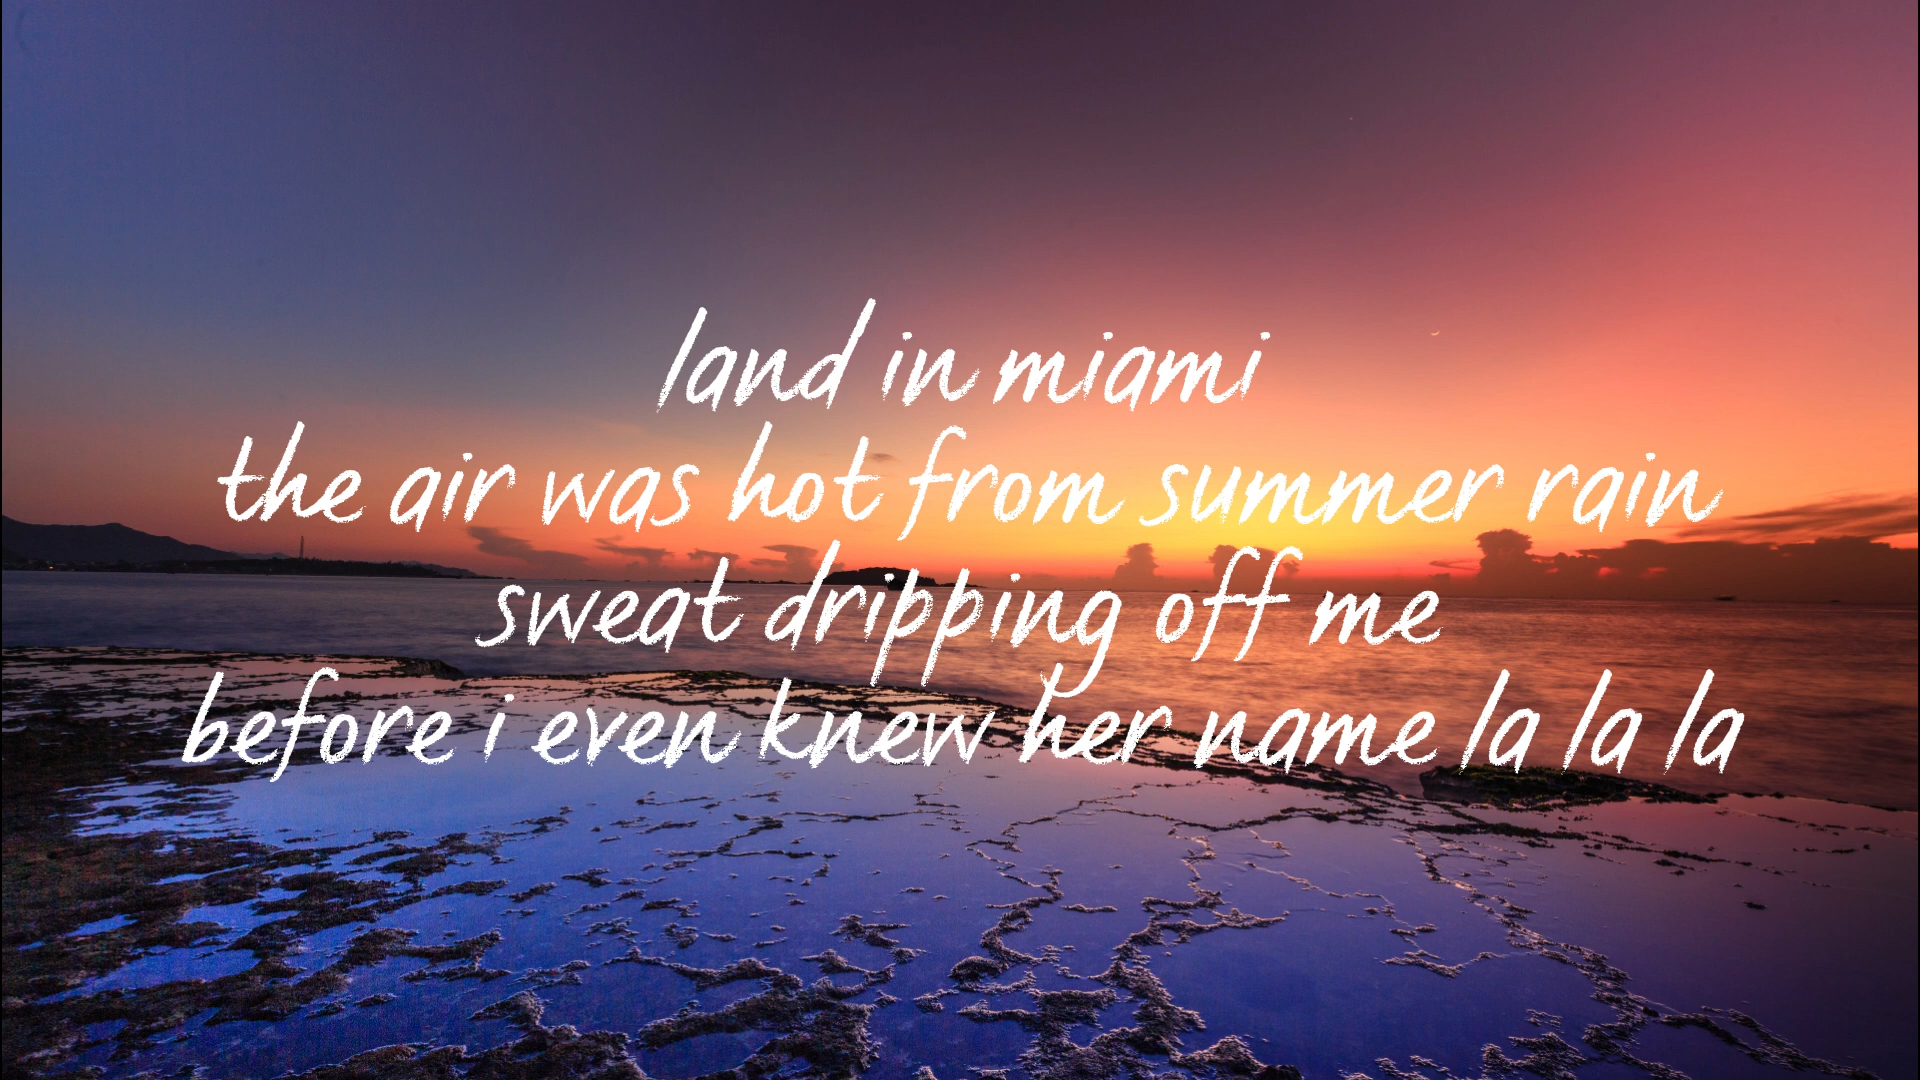 land in miami
the air was hot from summer rain
sweat dripping off me
before i even knew her name la la la